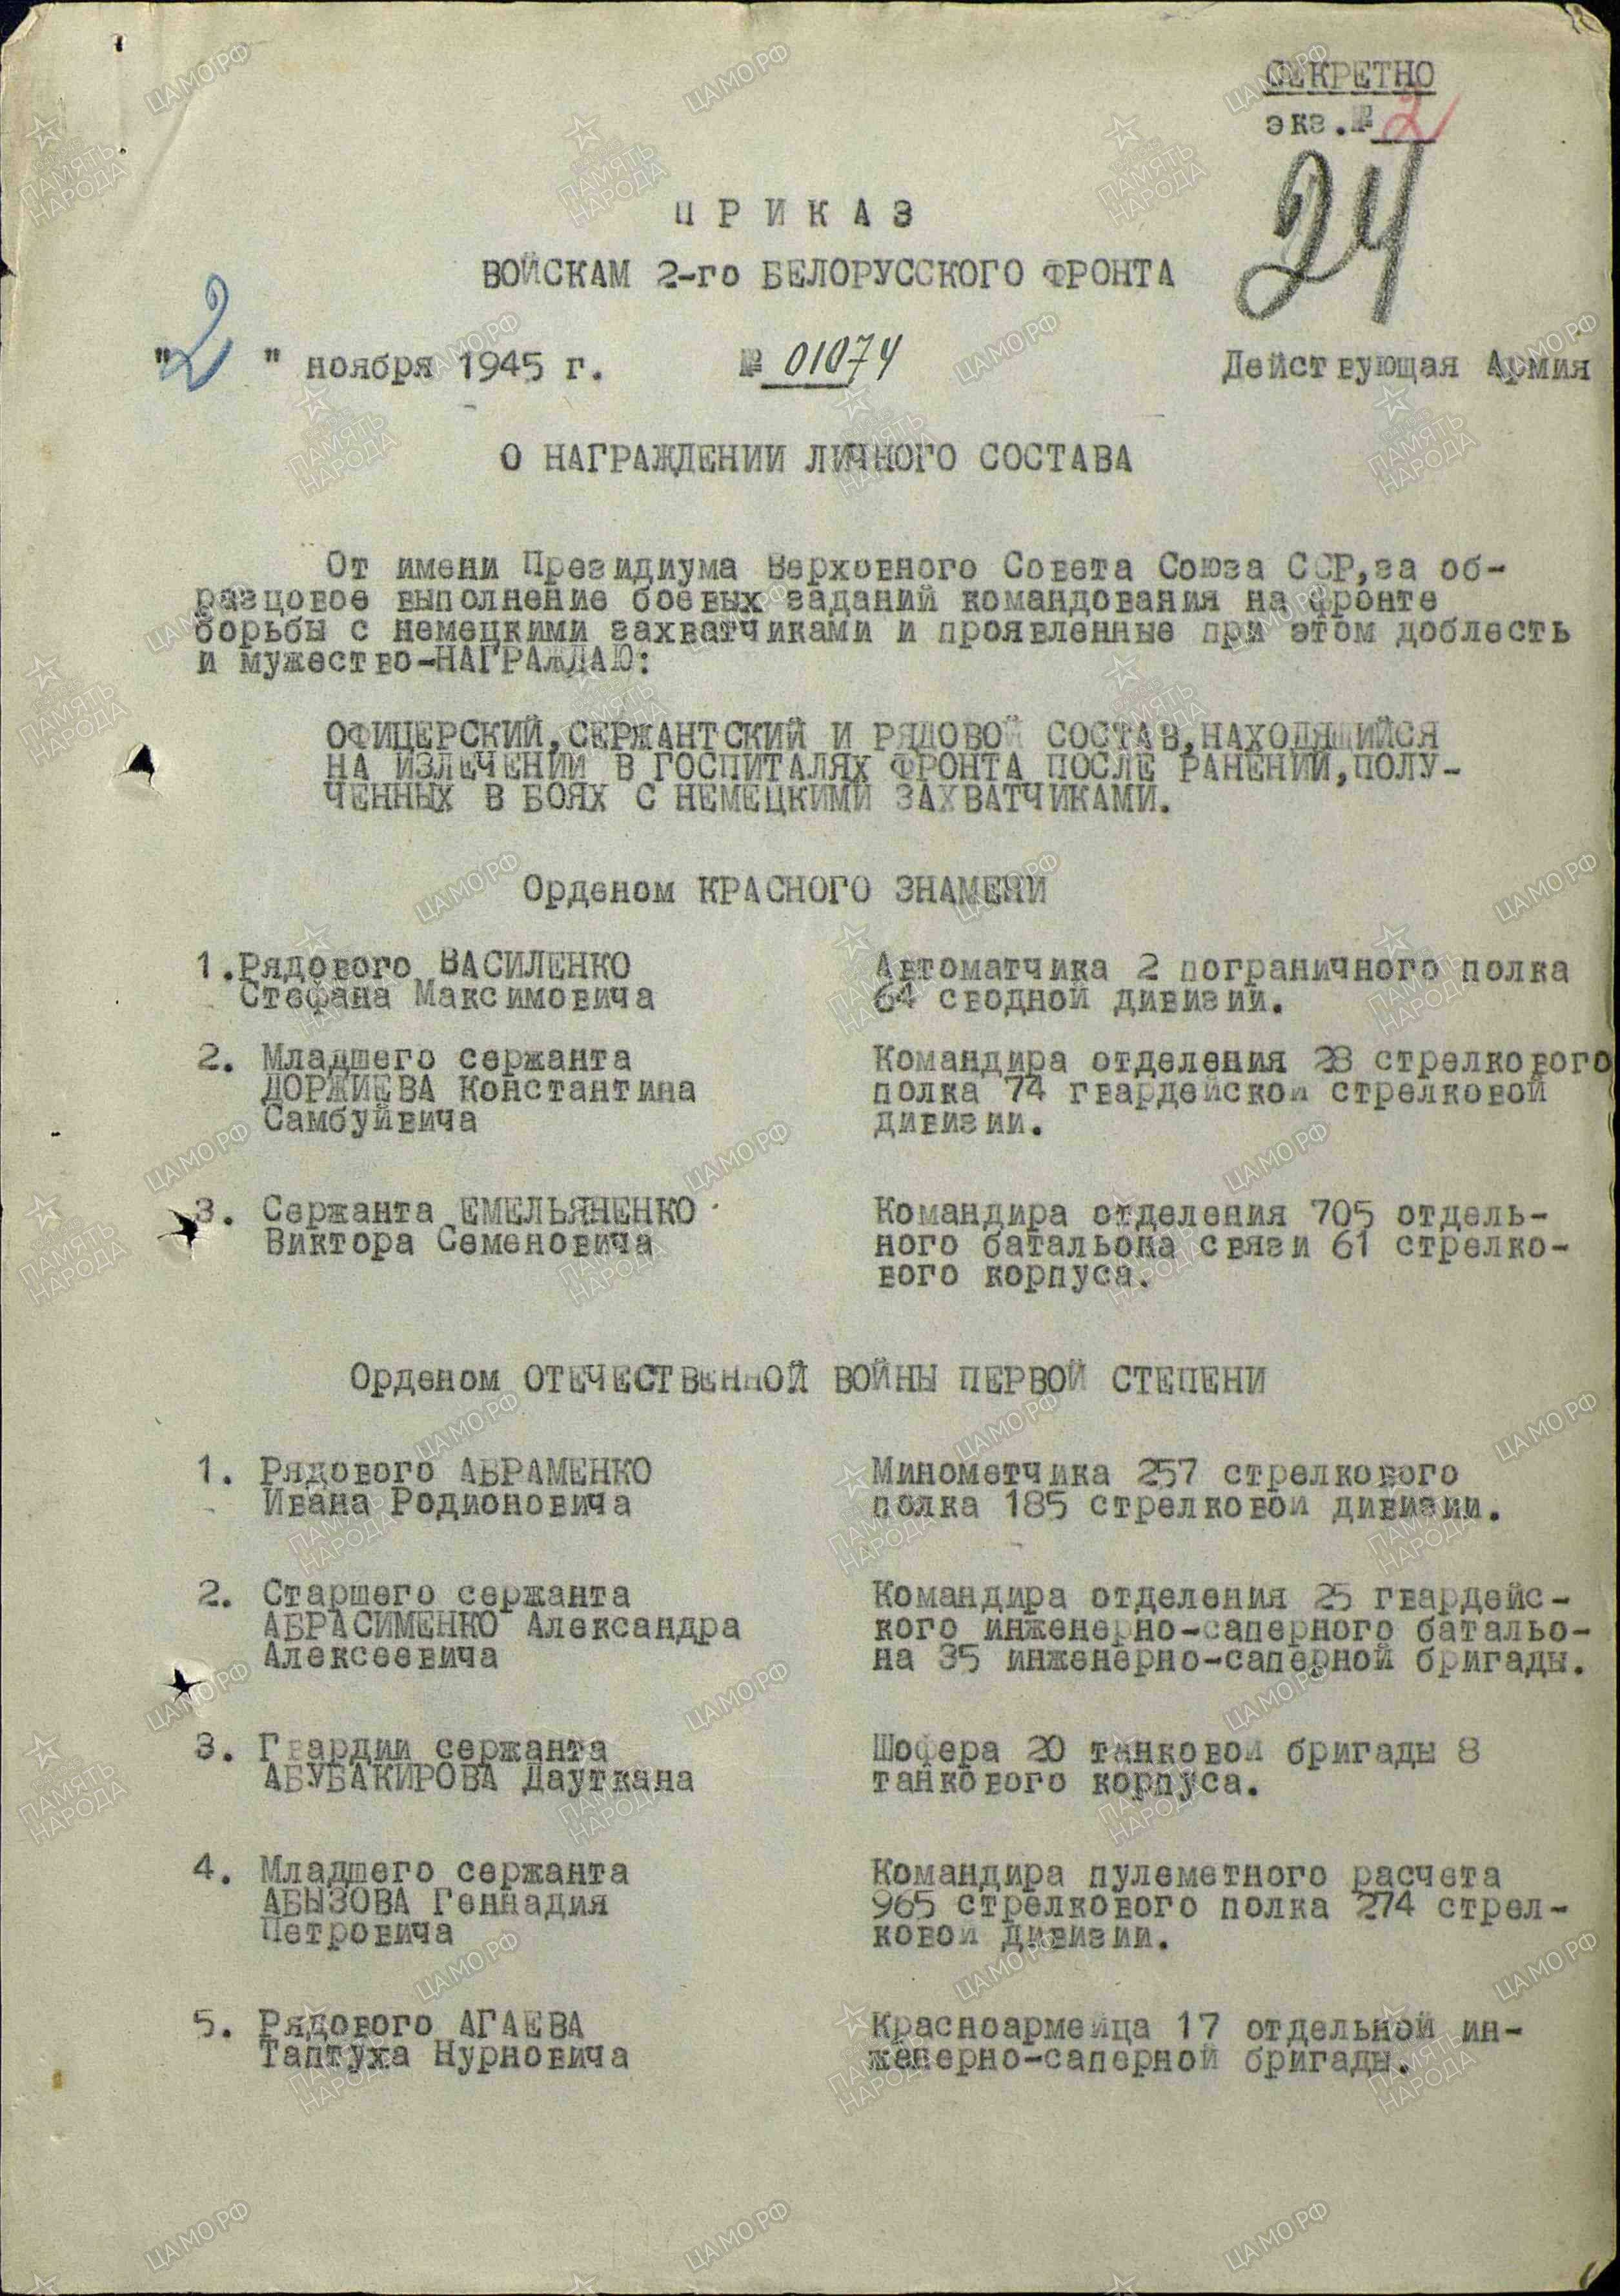 СЕКРЕТНО
экз.№ 2
24
П Р И К А З
ВОЙСКАМ 2-го БЕЛОРУССКОГО ФРОНТА
"2" ноября 1945 г. № 01074 Действующая Армия
О НАГРАЖДЕНИИ ЛИЧНОГО СОСТАВА
От имени Президиума Верховного Совета Союза ССР,за об-
разцовое выполнение боевых заданий командования на фронте
борьбы с немецкими захватчиками и проявленные при этом доблесть
и мужество-НАГРАЖДАЮ:
ОФИЦЕРСКИЙ,СЕРЖАНТСКИЙ И РЯДОВОЙ СОСТАВ,НАХОДЯЩИЙСЯ
НА ИЗЛЕЧЕНИИ В ГОСПИТАЛЯХ ФРОНТА ПОСЛЕ РАНЕНИЙ,ПОЛУ-
ЧЕННЫХ В БОЯХ С НЕМЕЦКИМИ ЗАХВАТЧИКАМИ.
Орденом КРАСНОГО ЗНАМЕНИ
1.Рядового ВАСИЛЕНКО Автоматчика 2 пограничного полка
Стефана Максимовича 64 сводной дивизии.
2. Младшего сержанта Командира отделения 28 стрелкового
ДОРЖИЕВА Константина полка 74 гвардейской стрелковой
Самбуйвича дивизии.
3. Сержанта ЕМЕЛЬЯНЕНКО Командира отделения 705 отдель-
Виктора Семеновича ного батальона связи 61 стрелко-
вого корпуса.
Орденом ОТЕЧЕСТВЕННОЙ ВОЙНЫ ПЕРВОЙ СТЕПЕНИ
1. Рядового АБРАМЕНКО Минометчика 257 стрелкового
Ивана Родионовича полка 185 стрелковой дивизии.
2. Старшего сержанта Командира отделения 25 гвардейс-
АБРАСИМЕНКО Александра кого инженерно-саперного батальо-
Алексеевича на 35 инженерно-саперной бригады.
3. Гвардии сержанта Шофера 20 танковой бригады 8
АБУБАКИРОВА Дауткана танкового корпуса.
4. Младшего сержанта Командира пулеметного расчета
АБЫЗОВА Геннадия 965 стрелкового полка 274 стрел-
Петровича ковой дивизии.
5. Рядового АГАЕВА Красноармейца 17 отдельной ин-
Таптуха Нурновича женерно-саперной бригады.